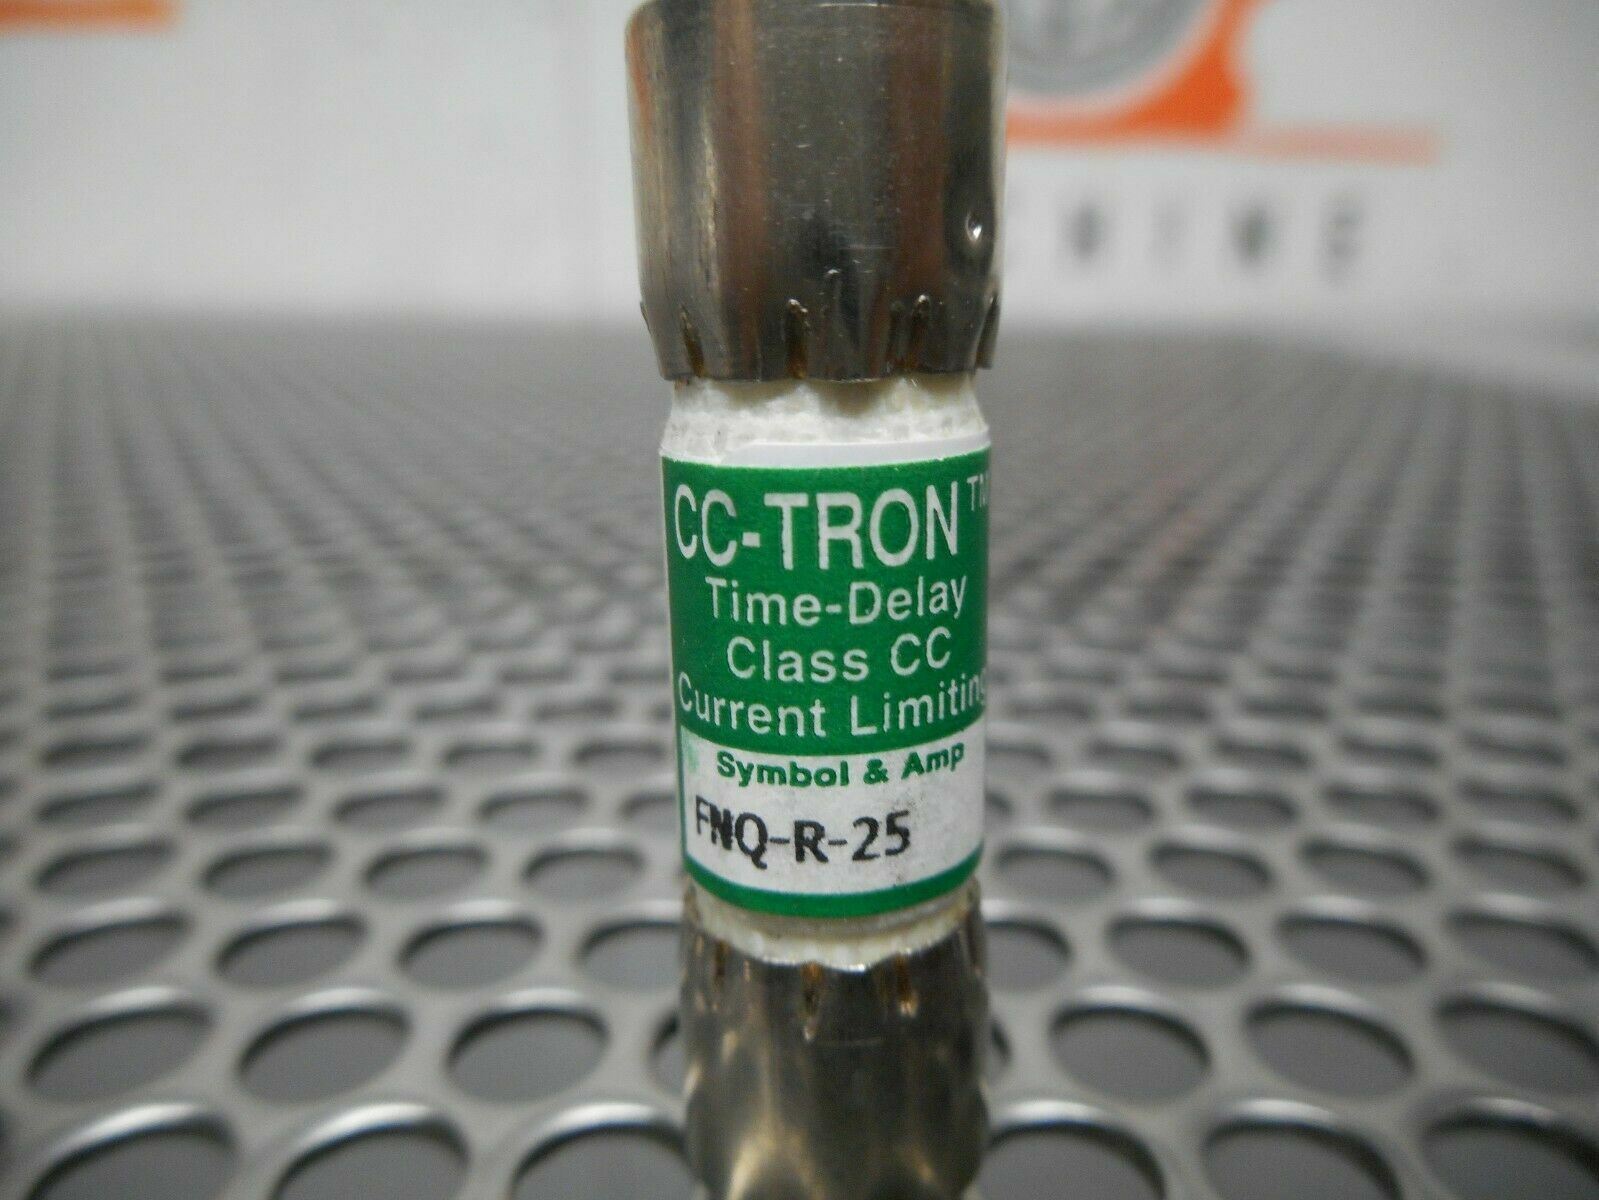 CC-TRON™
Time-Delay
Class CC
Current Limiting
Symbol & Amp
FNQ-R-25